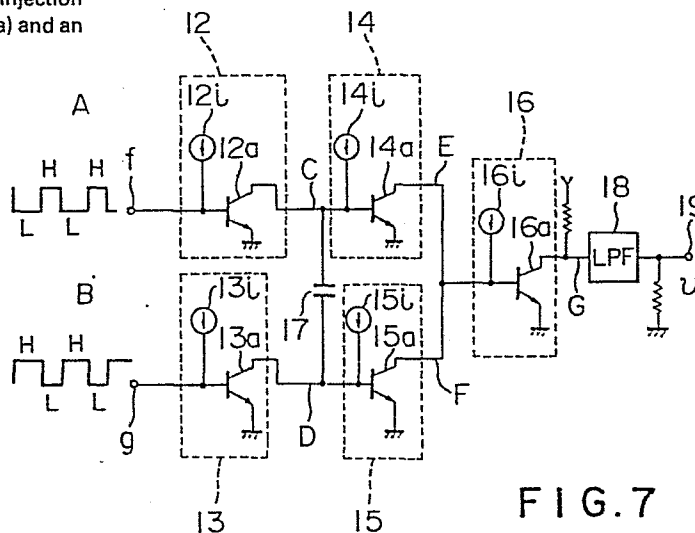 injection
a) and an
12
14
A
12i
14i
16
H H
f
12a
C
14a
E
16i
Y
18
19
L L
16a
LPF
B
13i
17
15i
G
H H
13a
15a
L L
g
D
F
13
15
FIG.7